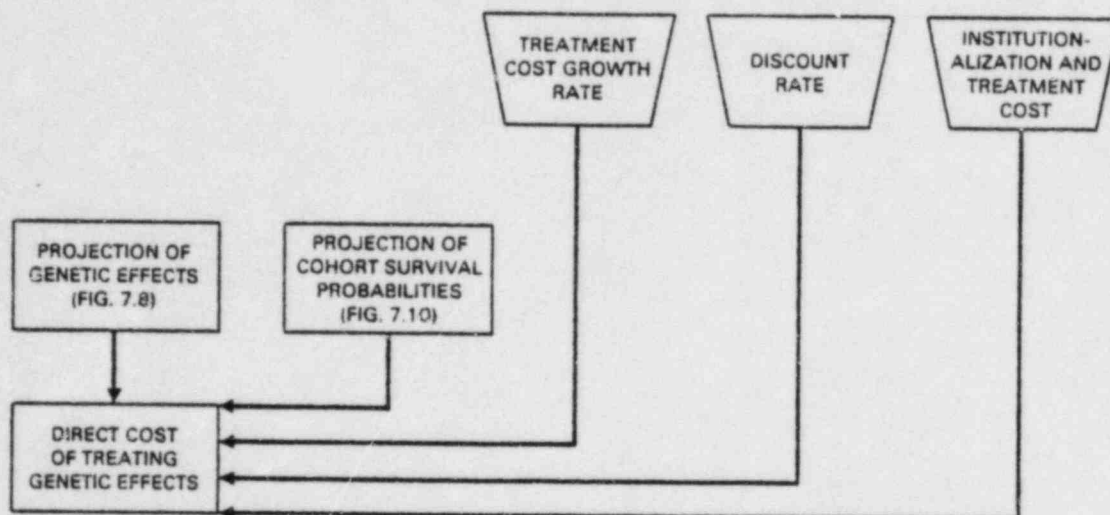 TREATMENT
COST GROWTH
RATE
DISCOUNT
RATE
INSTITUTION-
ALIZATION AND
TREATMENT
COST
PROJECTION OF
GENETIC EFFECTS
(FIG. 7.8)
PROJECTION OF
COHORT SURVIVAL
PROBABILITIES
(FIG. 7.10)
DIRECT COST
OF TREATING
GENETIC EFFECTS